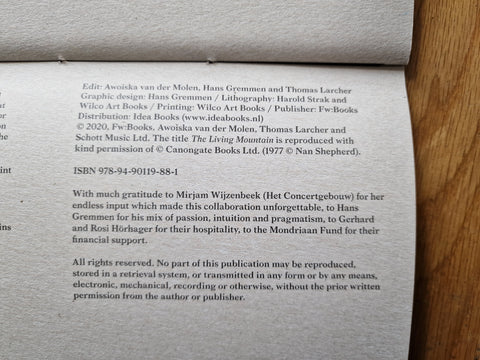 Edit: Awoiska van der Molen, Hans Gremmen and Thomas Larcher
Graphic design: Hans Gremmen / Lithography: Harold Strak and
Wilco Art Books / Printing: Wilco Art Books / Publisher: Fw:Books
Distribution: Idea Books (www.ideabooks.nl)
© 2020, Fw:Books, Awoiska van der Molen, Thomas Larcher and
Schott Music Ltd. The title The Living Mountain is reproduced with
kind permission of © Canongate Books Ltd. (1977 © Nan Shepherd).
ISBN 978-94-90119-88-1
With much gratitude to Mirjam Wijzenbeek (Het Concertgebouw) for her
endless input which made this collaboration unforgettable, to Hans
Gremmen for his mix of passion, intuition and pragmatism, to Gerhard
and Rosi Hörhager for their hospitality, to the Mondriaan Fund for their
financial support.
All rights reserved. No part of this publication may be reproduced,
stored in a retrieval system, or transmitted in any form or by any means,
electronic, mechanical, recording or otherwise, without the prior written
permission from the author or publisher.